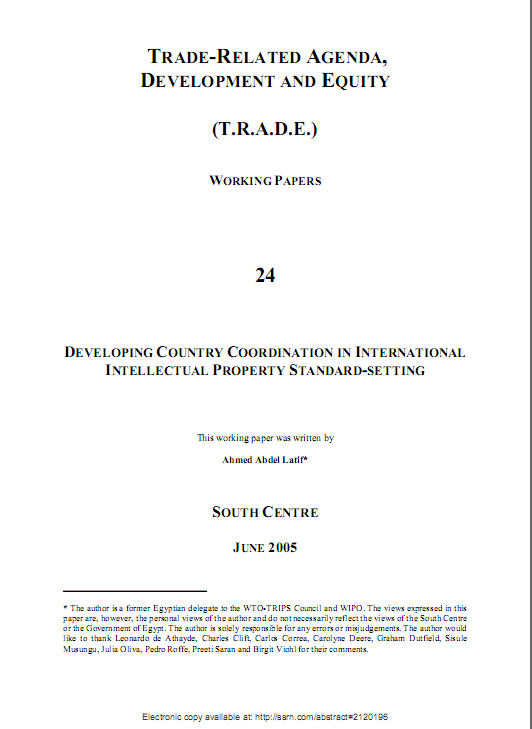 TRADE-RELATED AGENDA,
DEVELOPMENT AND EQUITY
(T.R.A.D.E.)
WORKING PAPERS
24
DEVELOPING COUNTRY COORDINATION IN INTERNATIONAL
INTELLECTUAL PROPERTY STANDARD-SETTING
This working paper was written by
Ahmed Abdel Latif*
SOUTH CENTRE
JUNE 2005
* The author is a former Egyptian delegate to the WTO-TRIPS Council and WIPO. The views expressed in this
paper are, however, the personal views of the author and do not necessarily reflect the views of the South Centre
or the Government of Egypt. The author is solely responsible for any errors or misjudgements. The author would
like to thank Leonardo de Athayde, Charles Clift, Carlos Correa, Carolyne Deere, Graham Dutfield, Sisule
Musungu, Julia Oliva, Pedro Roffe, Preeti Saran and Birgit Viohl for their comments.
Electronic copy available at: http://ssrn.com/abstract=2120196